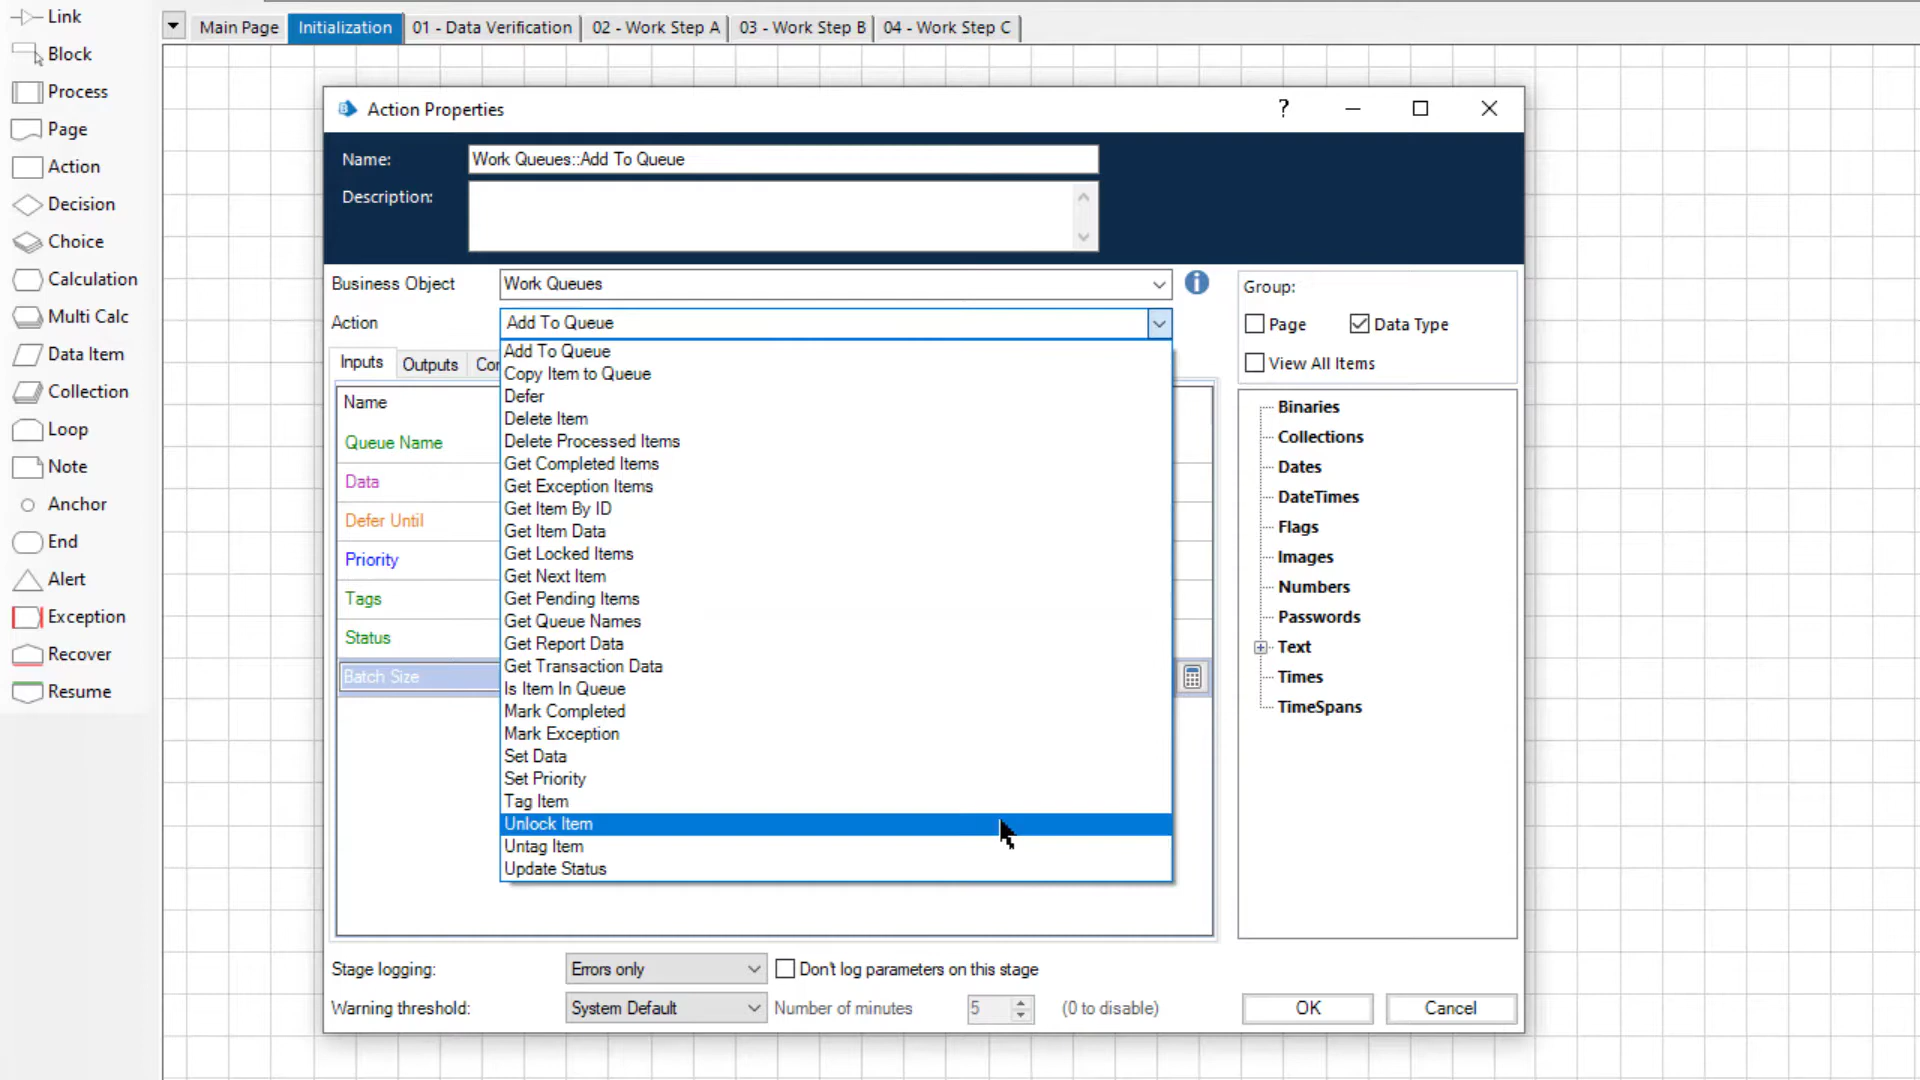 Link
Block
Process
Page
Action
Decision
Choice
Calculation
Multi Calc
Data Item
Collection
Loop
Note
Anchor
End
Alert
Exception
Recover
Resume
Main Page
Initialization
01 - Data Verification
02 - Work Step A
03 - Work Step B
04 - Work Step C
Action Properties
?
Name:
Work Queues::Add To Queue
Description:
Business Object
Work Queues
Action
Add To Queue
Inputs
Outputs
Name
Queue Name
Data
Defer Until
Priority
Tags
Status
Batch Size
Add To Queue
Copy Item to Queue
Defer
Delete Item
Delete Processed Items
Get Completed Items
Get Exception Items
Get Item By ID
Get Item Data
Get Locked Items
Get Next Item
Get Pending Items
Get Queue Names
Get Report Data
Get Transaction Data
Is Item In Queue
Mark Completed
Mark Exception
Set Data
Set Priority
Tag Item
Unlock Item
Untag Item
Update Status
Group:
Page
Data Type
View All Items
Binaries
Collections
Dates
DateTimes
Flags
Images
Numbers
Passwords
Text
Times
TimeSpans
Stage logging:
Errors only
Don't log parameters on this stage
Warning threshold:
System Default
Number of minutes
5
(0 to disable)
OK
Cancel